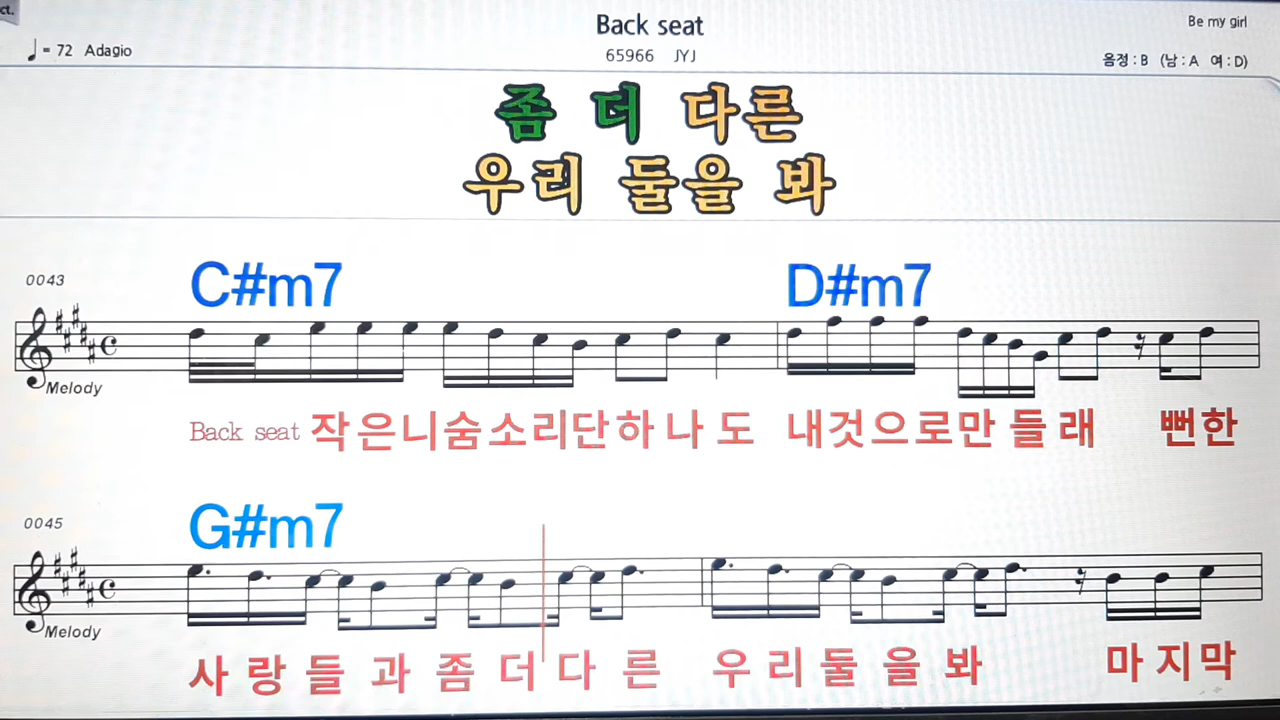 ct.
Back seat
Be my girl
♩= 72 Adagio
65966 JYJ
음정 : B (남 : A 여 : D)
좀 더 다른
우리 둘을 봐
0043
C#m7 D#m7
Melody
Back seat 작은니숨소리단하나도 내것으로만들래 뻔한
0045
G#m7
Melody
사랑들과좀더다른 우리둘을봐 마지막